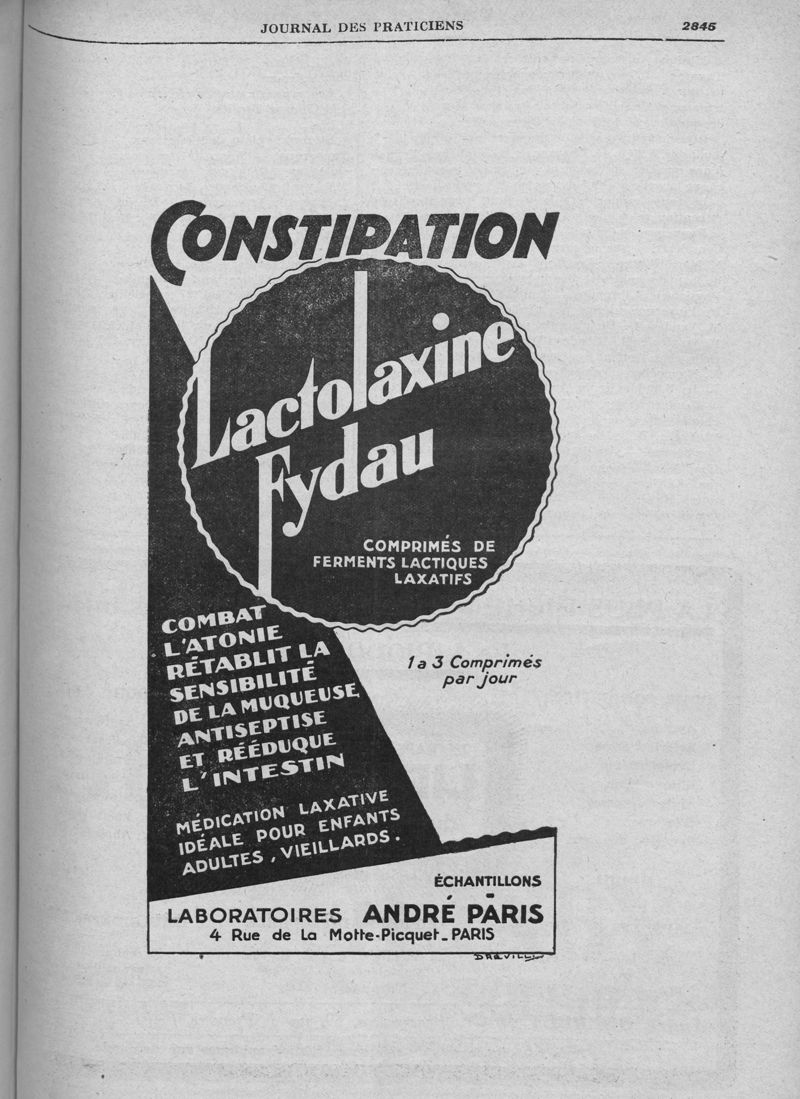 JOURNAL DES PRATICIENS 2845
CONSTIPATION
Lactolaxine
Fydau
COMPRIMÉS DE
FERMENTS LACTIQUES
LAXATIFS
COMBAT
L'ATONIE
RÉTABLIT LA
SENSIBILITÉ
DE LA MUQUEUSE
ANTISEPTISE
ET RÉÉDUQUE
L'INTESTIN
1 a 3 Comprimés
par jour
MÉDICATION LAXATIVE
IDÉALE POUR ENFANTS
ADULTES, VIEILLARDS.
ÉCHANTILLONS
LABORATOIRES ANDRÉ PARIS
4 Rue de La Motte-Picquet_PARIS